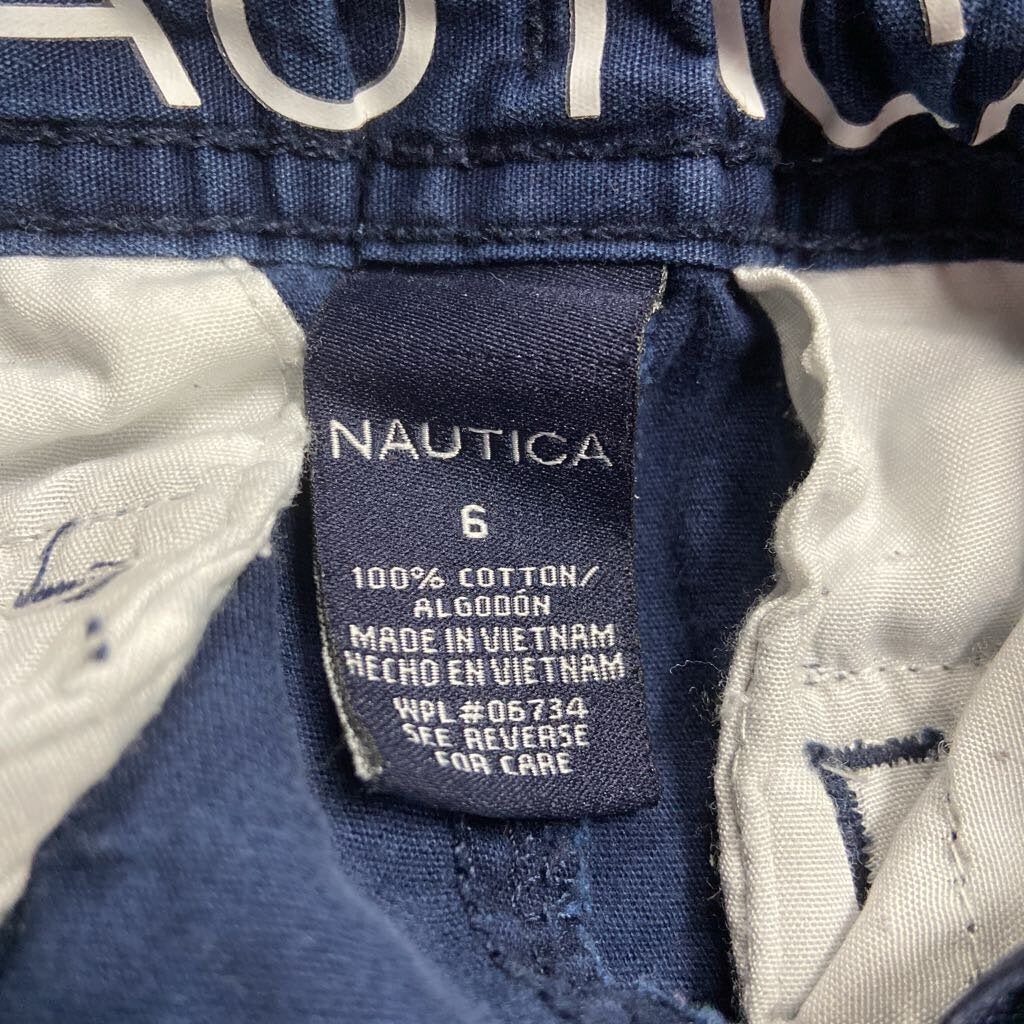 NAUTICA
6
100% COTTON/
ALGODÓN
MADE IN VIETNAM
HECHO EN VIETNAM
WPL #06734
SEE REVERSE
FOR CARE